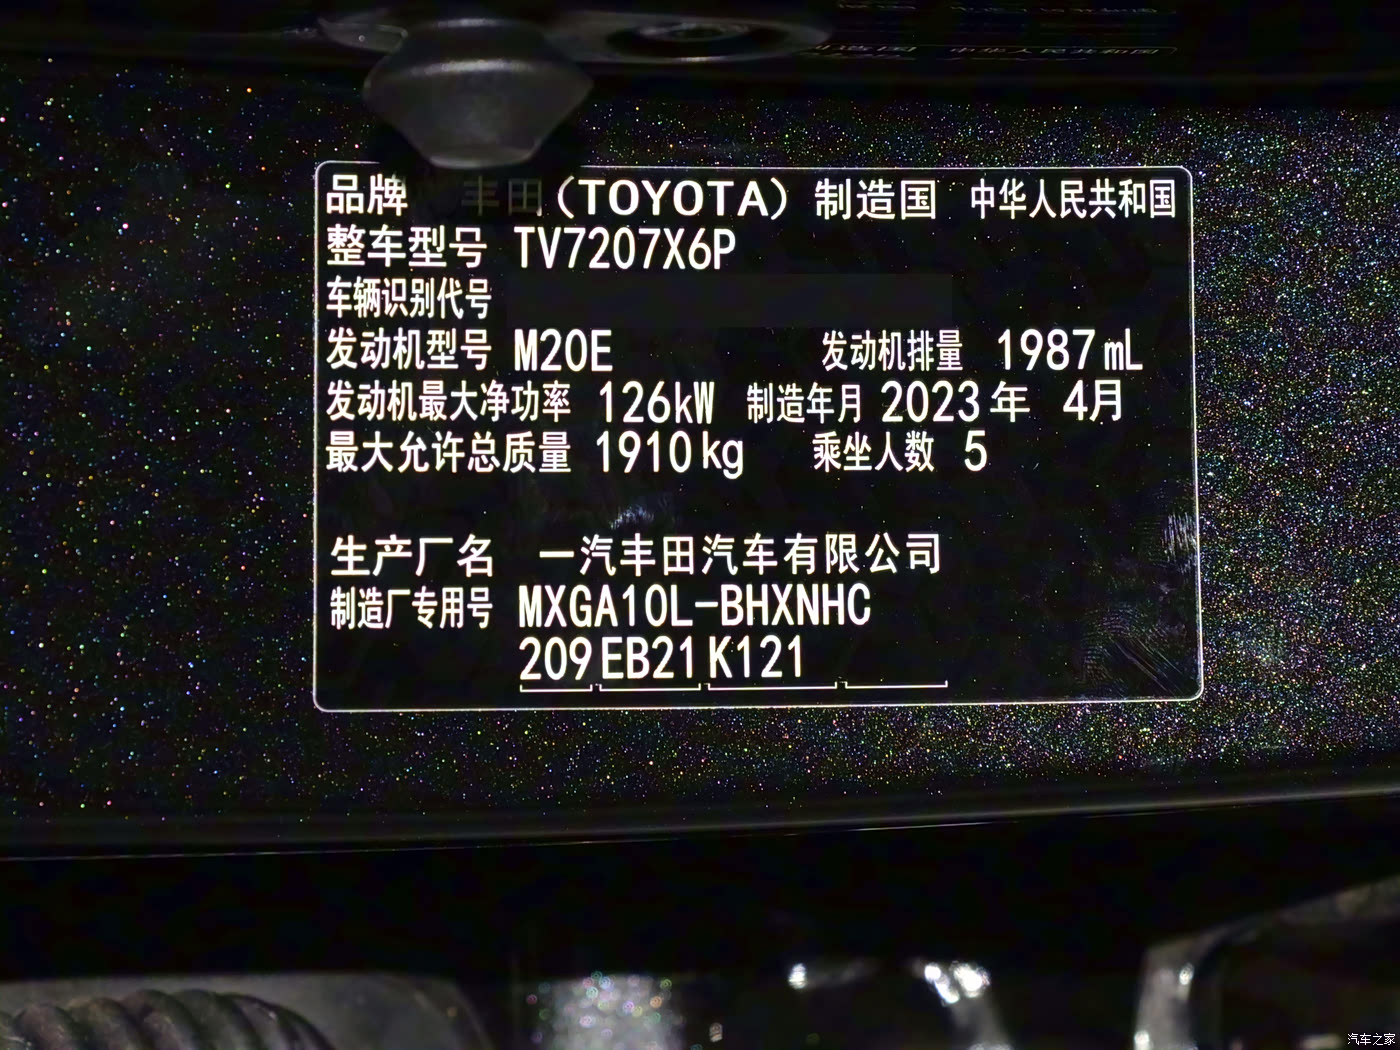 品牌 丰田（TOYOTA）制造国 中华人民共和国
整车型号 TV7207X6P
车辆识别代号
发动机型号 M20E 发动机排量 1987 mL
发动机最大净功率 126kW 制造年月 2023年 4月
最大允许总质量 1910 kg 乘坐人数 5
生产厂名 一汽丰田汽车有限公司
制造厂专用号 MXGA10L-BHXNHC
209 EB21 K121
汽车之家